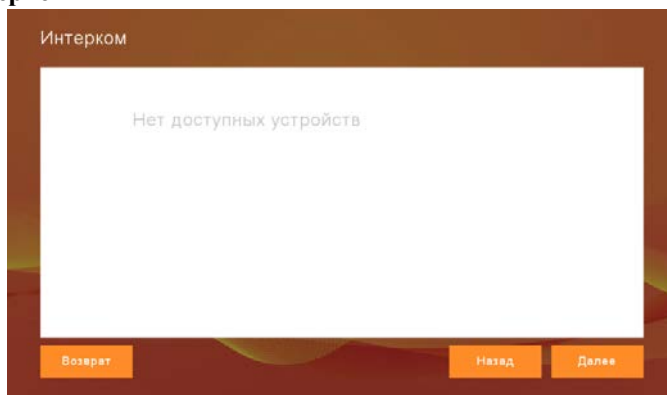 Интерком
Нет доступных устройств
Возврат
Назад
Далее